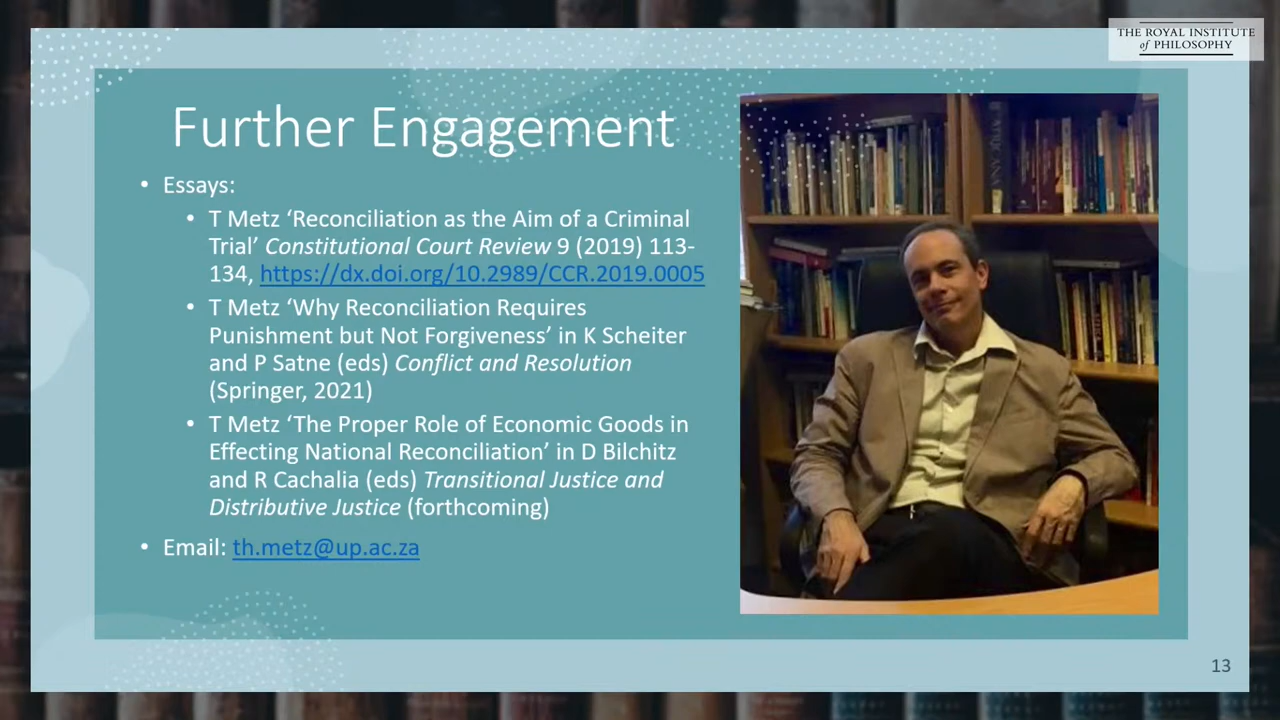 THE ROYAL INSTITUTE
of PHILOSOPHY
Further Engagement
• Essays:
• T Metz ‘Reconciliation as the Aim of a Criminal
Trial’ Constitutional Court Review 9 (2019) 113-
134, https://dx.doi.org/10.2989/CCR.2019.0005
• T Metz ‘Why Reconciliation Requires
Punishment but Not Forgiveness’ in K Scheiter
and P Satne (eds) Conflict and Resolution
(Springer, 2021)
• T Metz ‘The Proper Role of Economic Goods in
Effecting National Reconciliation’ in D Bilchitz
and R Cachalia (eds) Transitional Justice and
Distributive Justice (forthcoming)
• Email: th.metz@up.ac.za
13